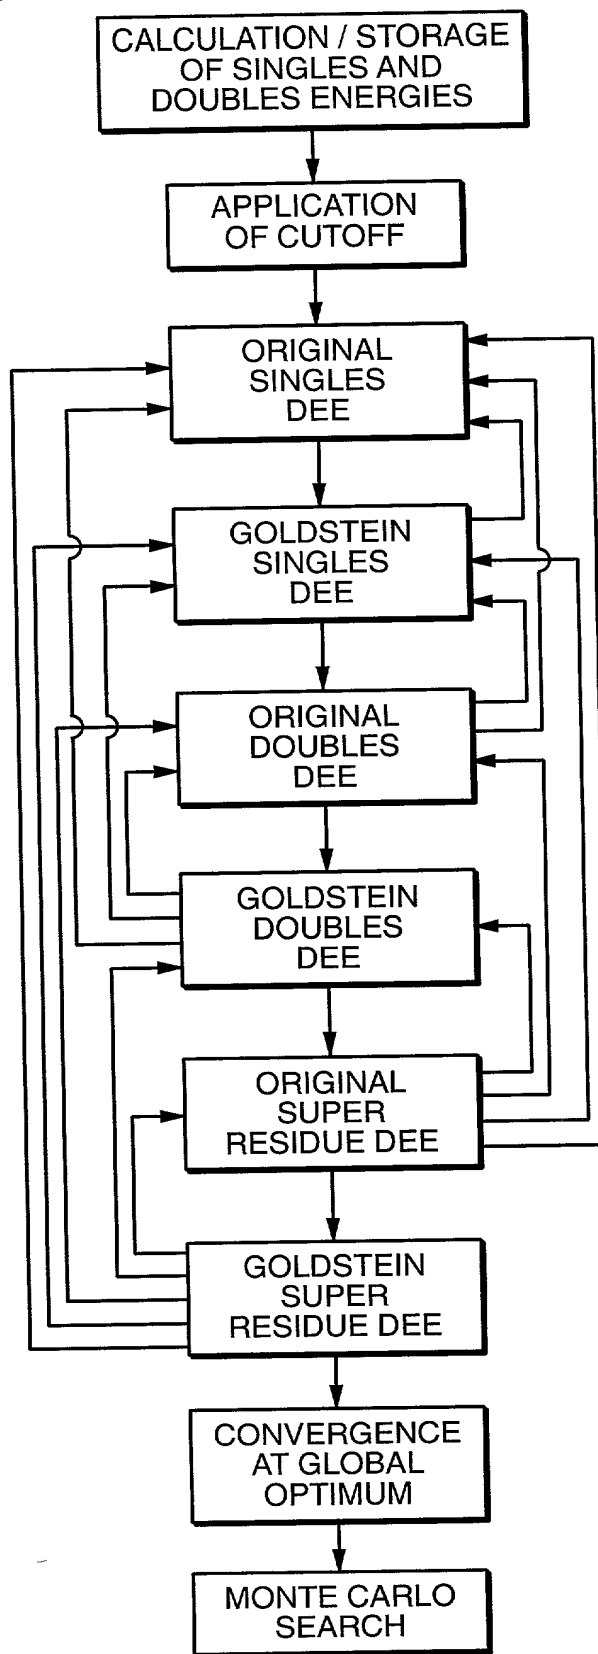 CALCULATION / STORAGE
OF SINGLES AND
DOUBLES ENERGIES
APPLICATION
OF CUTOFF
ORIGINAL
SINGLES
DEE
GOLDSTEIN
SINGLES
DEE
ORIGINAL
DOUBLES
DEE
GOLDSTEIN
DOUBLES
DEE
ORIGINAL
SUPER
RESIDUE DEE
GOLDSTEIN
SUPER
RESIDUE DEE
CONVERGENCE
AT GLOBAL
OPTIMUM
MONTE CARLO
SEARCH